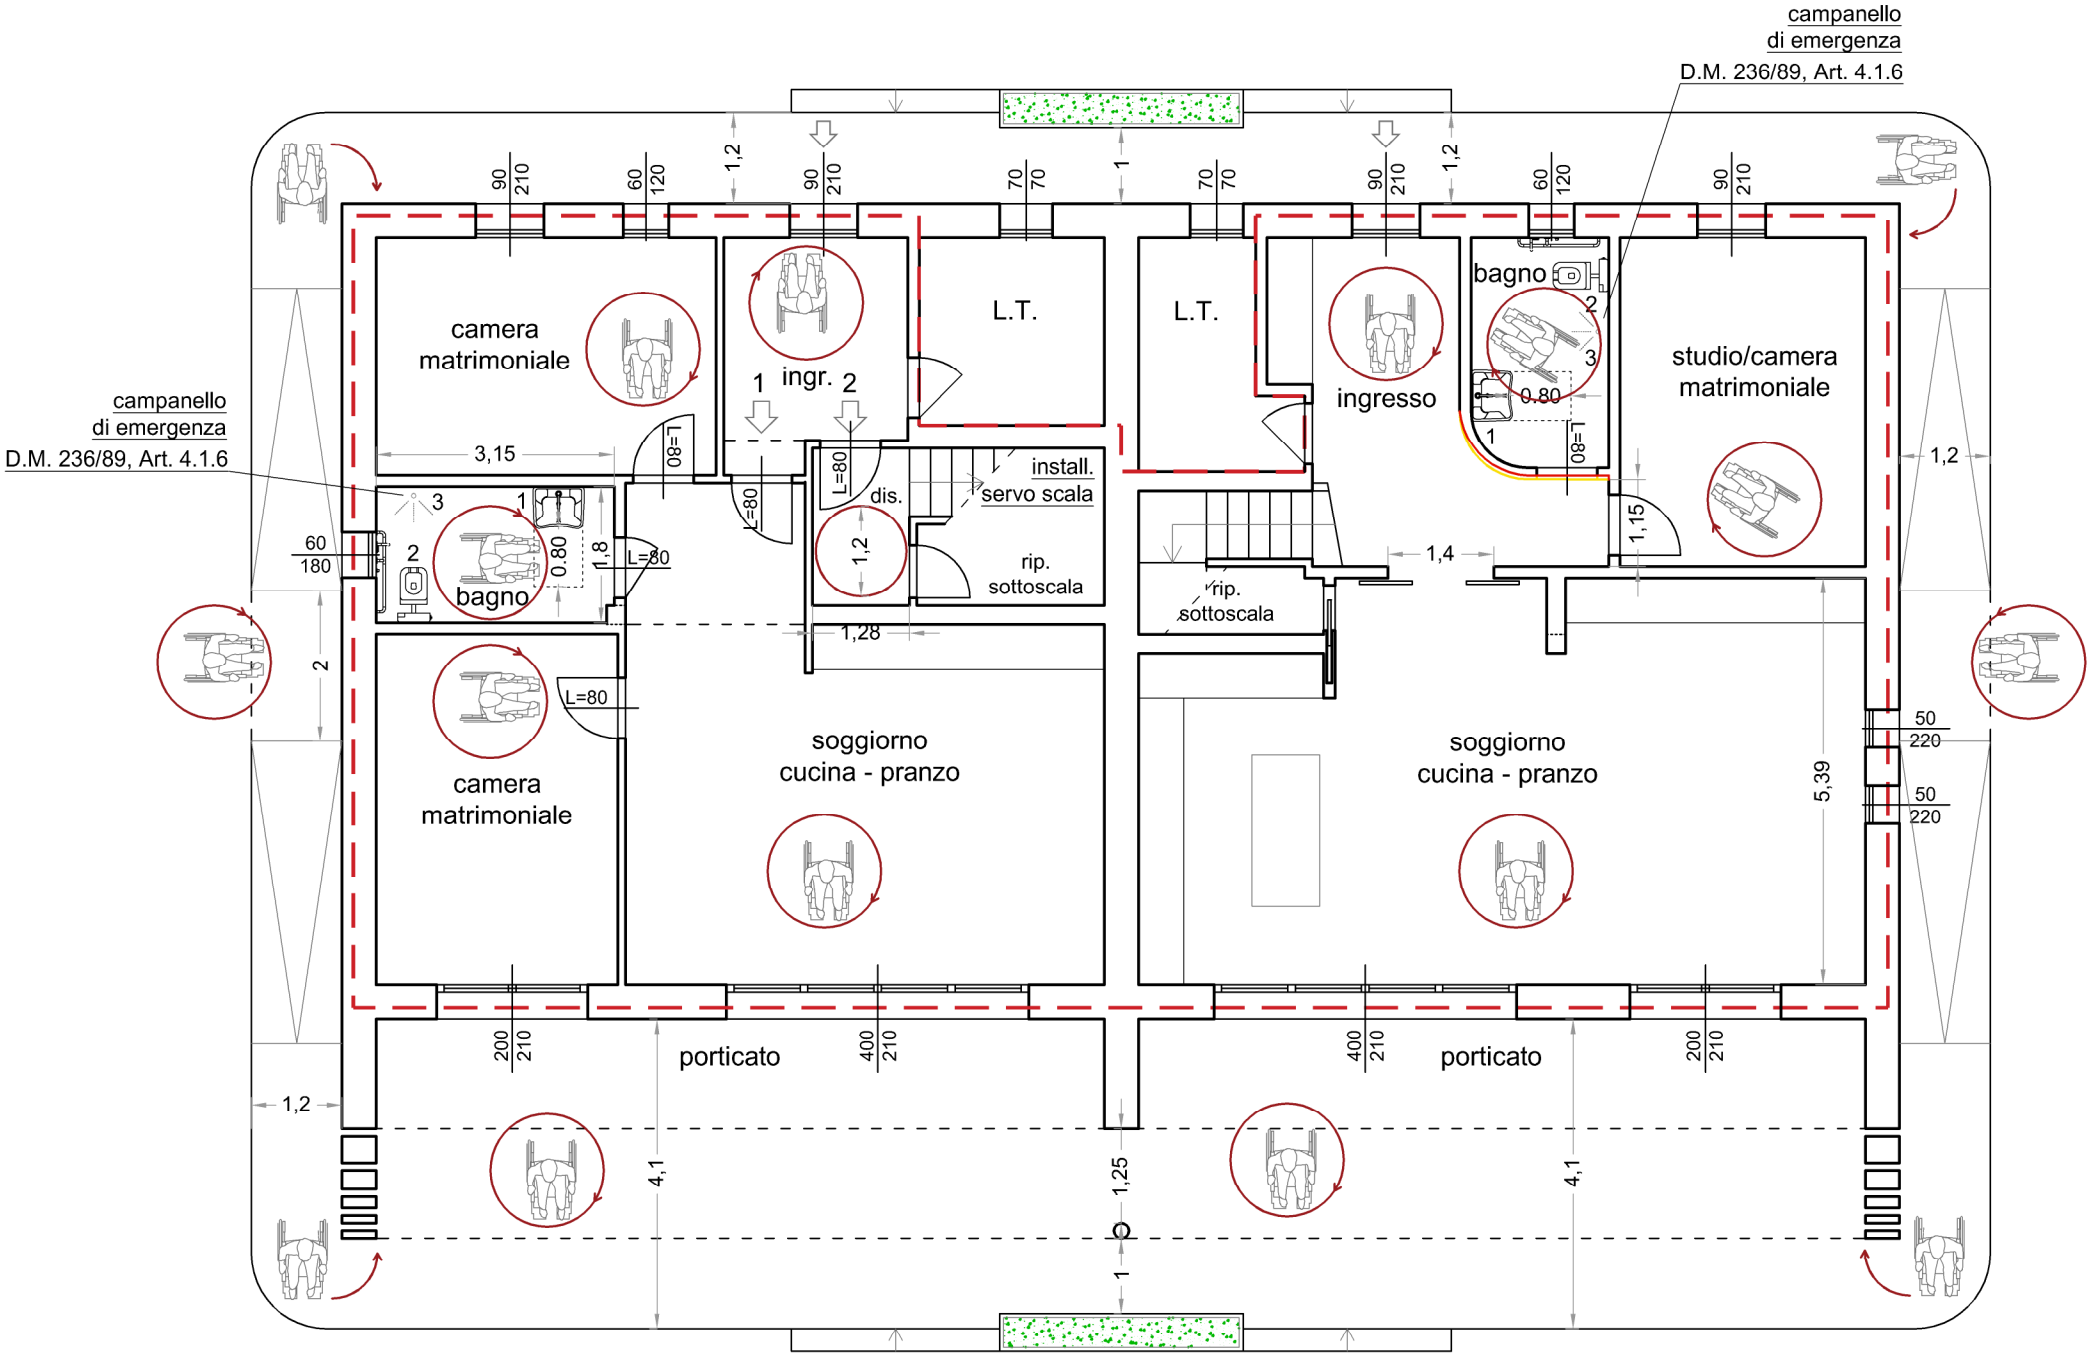 campanello
di emergenza
D.M. 236/89, Art. 4.1.6
1,2
1
1,2
90
210
60
120
90
210
70
70
70
70
90
210
60
120
90
210
camera
matrimoniale
ingr.
1
2
L.T.
L.T.
ingresso
bagno
2
3
0.80
1
L=80
studio/camera
matrimoniale
campanello
di emergenza
D.M. 236/89, Art. 4.1.6
3,15
L=80
L=80
L=80
dis.
install.
servo scala
1,2
1,2
rip.
sottoscala
rip.
sottoscala
1,4
1,15
60
180
3
1
2
0.80
1,8
bagno
L=80
1,28
2
L=80
camera
matrimoniale
soggiorno
cucina - pranzo
soggiorno
cucina - pranzo
5,39
50
220
50
220
200
210
porticato
400
210
400
210
porticato
200
210
1,2
4,1
1,25
4,1
1